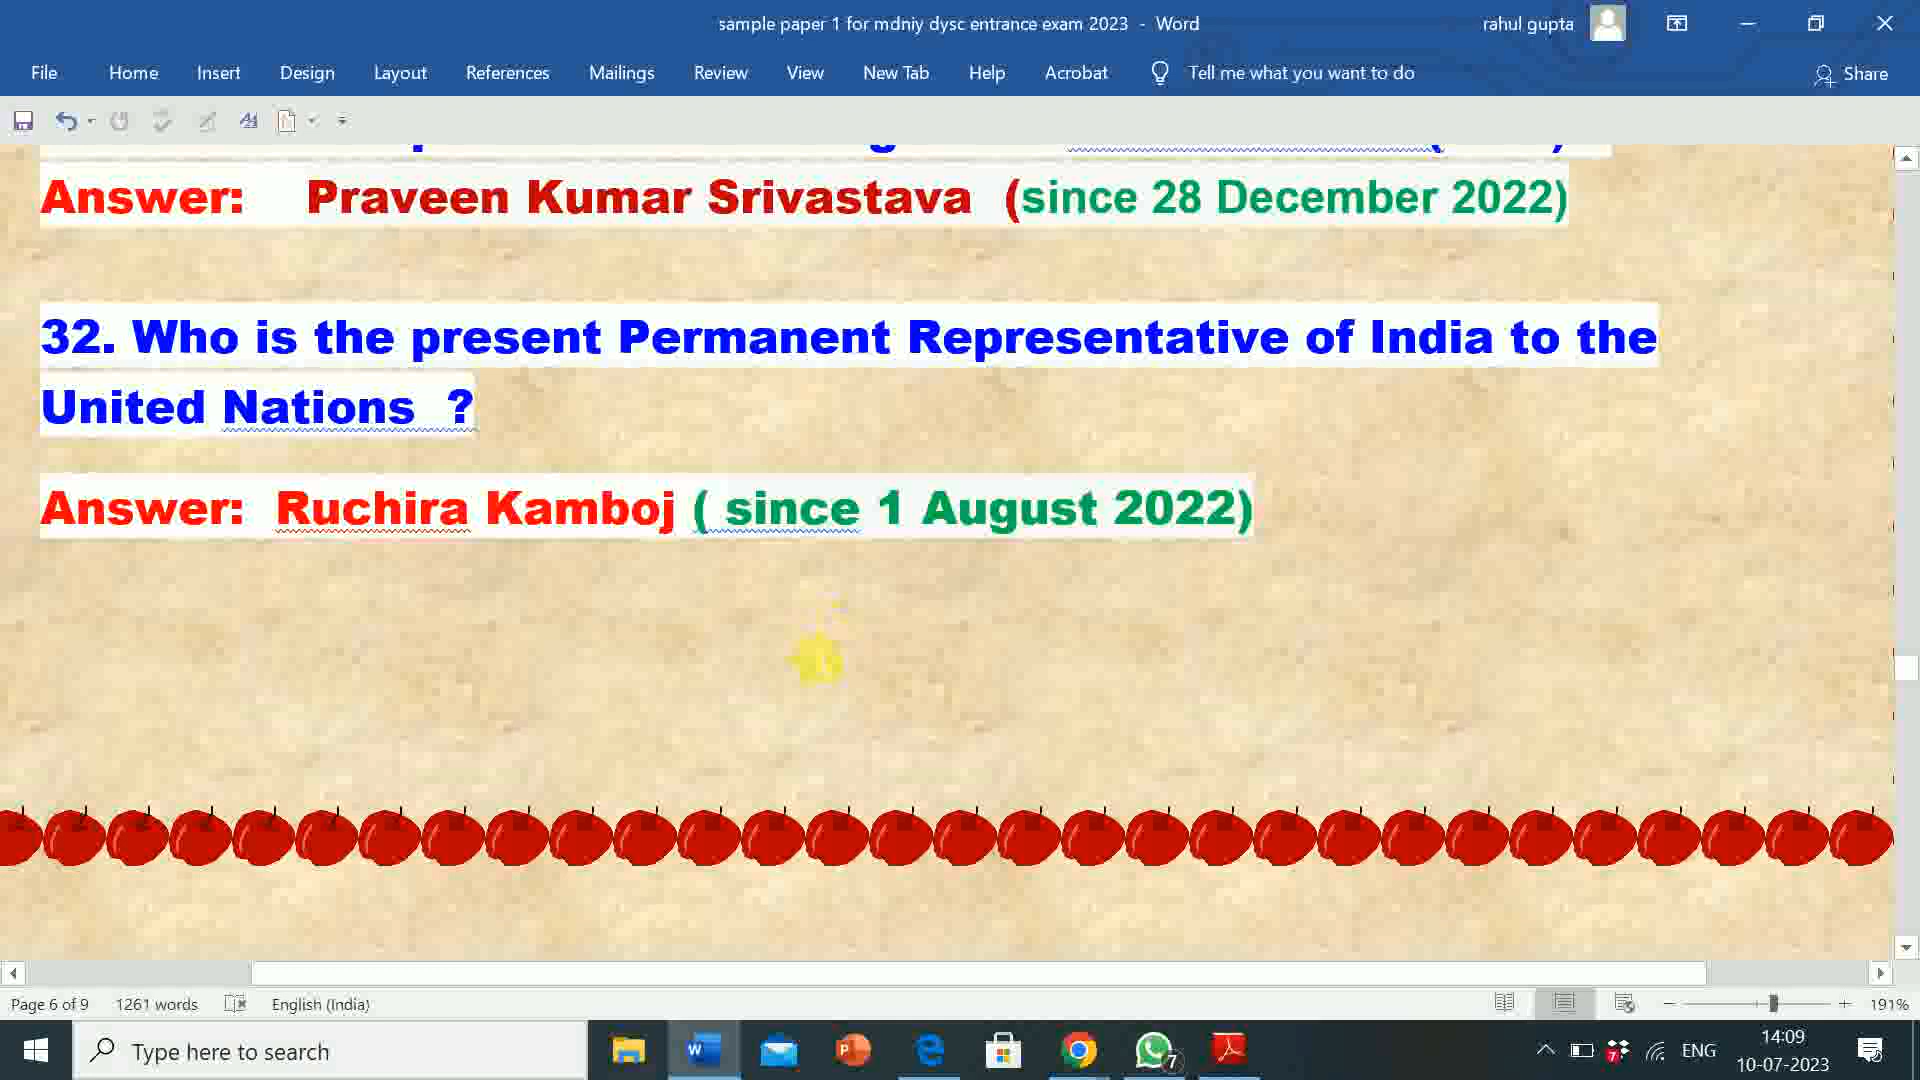 sample paper 1 for mdniy dysc entrance exam 2023 - Word
rahul gupta
File Home Insert Design Layout References Mailings Review View New Tab Help Acrobat Tell me what you want to do Share
Answer: Praveen Kumar Srivastava (since 28 December 2022)
32. Who is the present Permanent Representative of India to the
United Nations ?
Answer: Ruchira Kamboj ( since 1 August 2022)
Page 6 of 9 1261 words English (India) 191%
Type here to search
ENG
14:09
10-07-2023
7
7